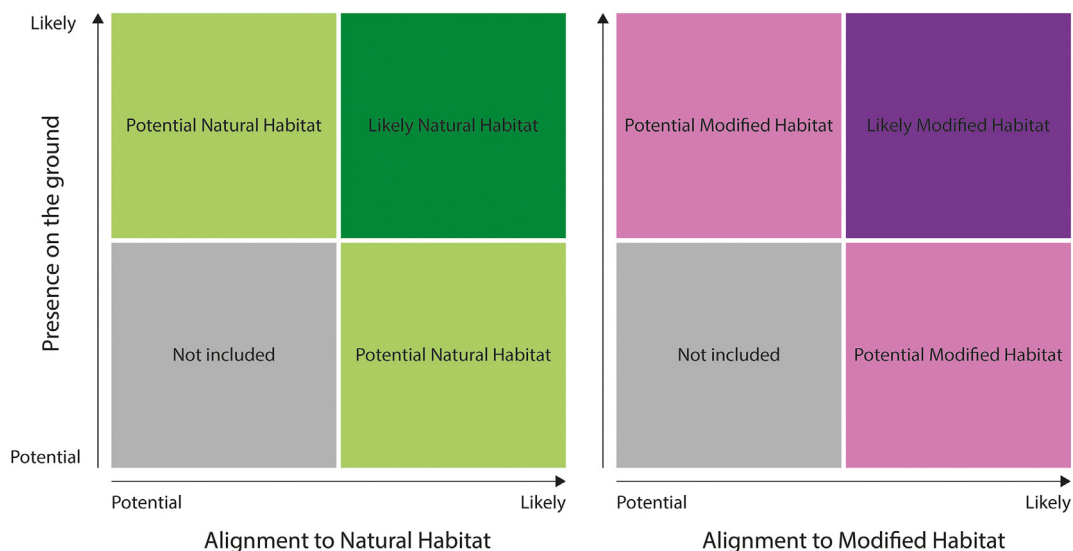 Likely
Presence on the ground
Potential
Potential Natural Habitat
Likely Natural Habitat
Not included
Potential Natural Habitat
Potential
Likely
Alignment to Natural Habitat
Potential Modified Habitat
Likely Modified Habitat
Not included
Potential Modified Habitat
Potential
Likely
Alignment to Modified Habitat